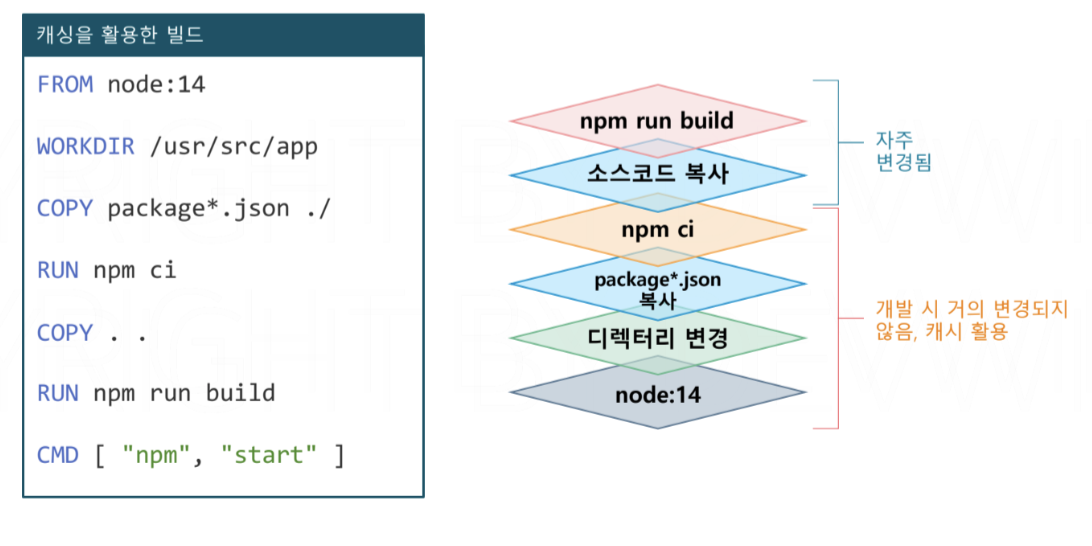 캐싱을 활용한 빌드
FROM node:14
WORKDIR /usr/src/app
COPY package*.json ./
RUN npm ci
COPY . .
RUN npm run build
CMD [ "npm", "start" ]
npm run build
소스코드 복사
npm ci
package*.json
복사
디렉터리 변경
node:14
자주
변경됨
개발 시 거의 변경되지
않음, 캐시 활용